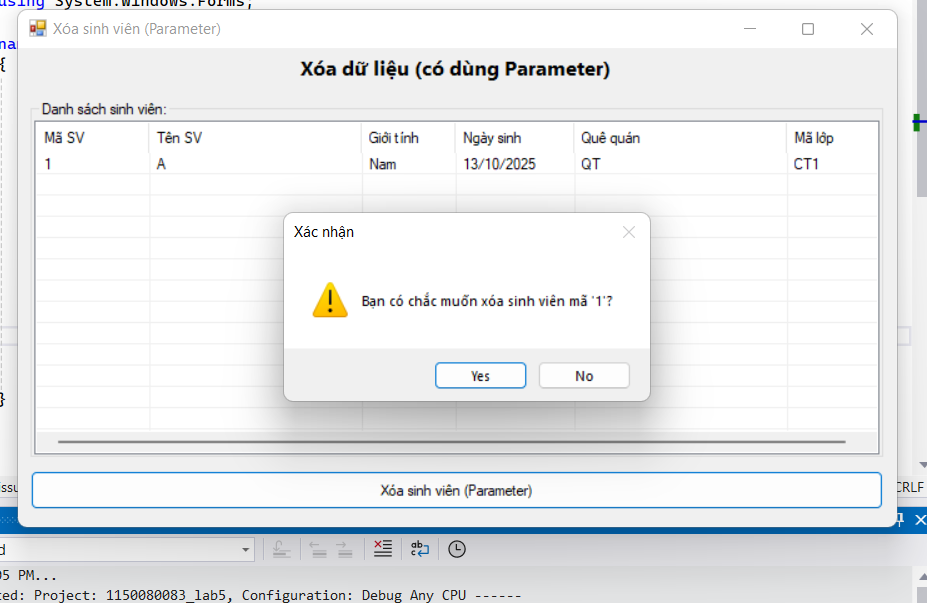 using System.Windows.Forms;
Xóa sinh viên (Parameter)
{
Xóa dữ liệu (có dùng Parameter)
Danh sách sinh viên:
Mã SV Tên SV Giới tính Ngày sinh Quê quán Mã lớp
1 A Nam 13/10/2025 QT CT1
Xác nhận
Bạn có chắc muốn xóa sinh viên mã '1'?
Yes No
}
Xóa sinh viên (Parameter)
CRLF
05 PM...
ted: Project: 1150080083_lab5, Configuration: Debug Any CPU ------